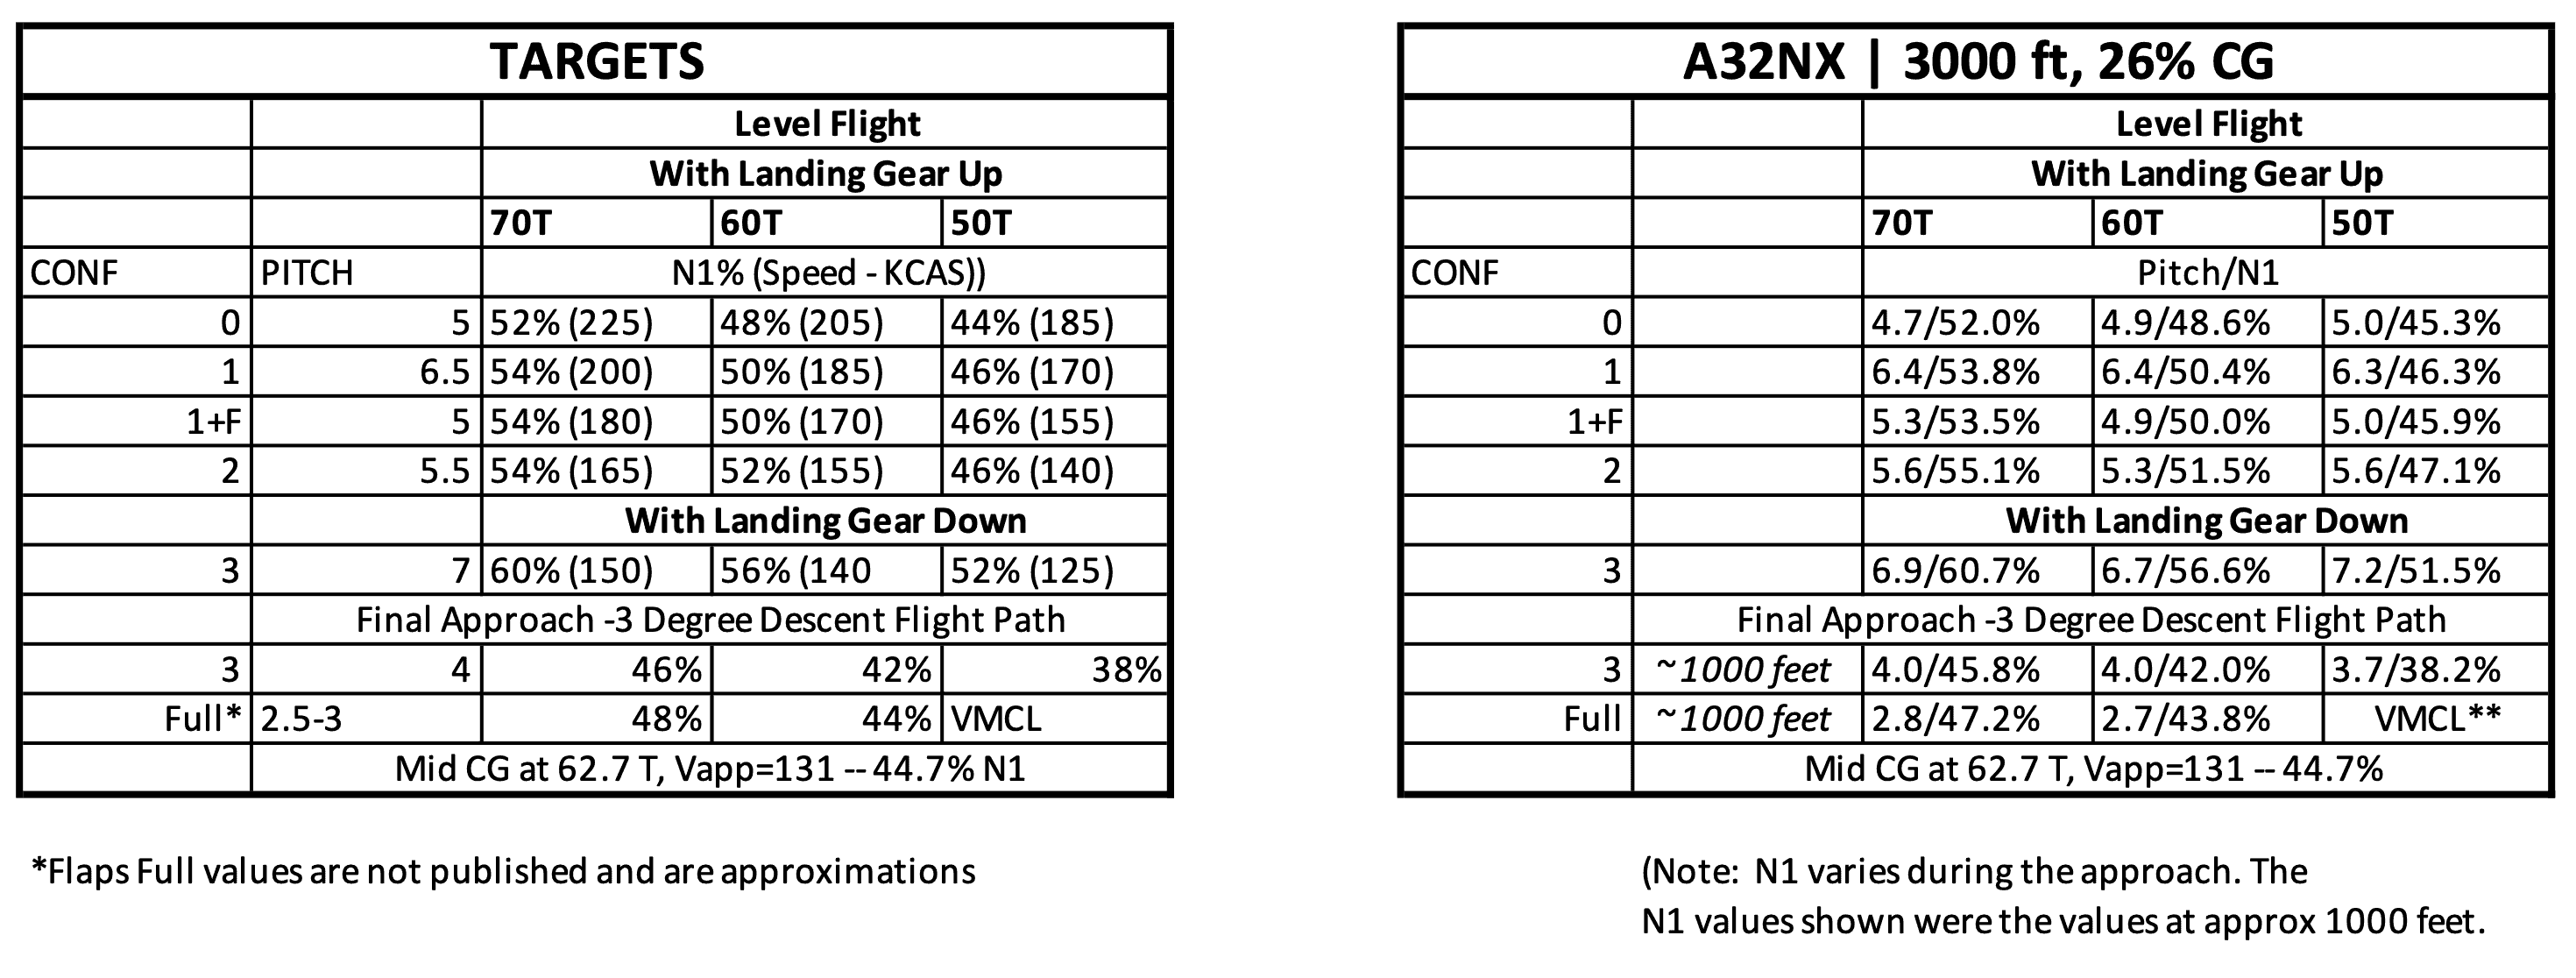 TARGETS
Level Flight
With Landing Gear Up
70T 60T 50T
CONF PITCH N1% (Speed - KCAS))
0 5 52% (225) 48% (205) 44% (185)
1 6.5 54% (200) 50% (185) 46% (170)
1+F 5 54% (180) 50% (170) 46% (155)
2 5.5 54% (165) 52% (155) 46% (140)
With Landing Gear Down
3 7 60% (150) 56% (140 52% (125)
Final Approach -3 Degree Descent Flight Path
3 4 46% 42% 38%
Full* 2.5-3 48% 44% VMCL
Mid CG at 62.7 T, Vapp=131 -- 44.7% N1
*Flaps Full values are not published and are approximations
A32NX | 3000 ft, 26% CG
Level Flight
With Landing Gear Up
70T 60T 50T
CONF Pitch/N1
0 4.7/52.0% 4.9/48.6% 5.0/45.3%
1 6.4/53.8% 6.4/50.4% 6.3/46.3%
1+F 5.3/53.5% 4.9/50.0% 5.0/45.9%
2 5.6/55.1% 5.3/51.5% 5.6/47.1%
With Landing Gear Down
3 6.9/60.7% 6.7/56.6% 7.2/51.5%
Final Approach -3 Degree Descent Flight Path
3 ~1000 feet 4.0/45.8% 4.0/42.0% 3.7/38.2%
Full ~1000 feet 2.8/47.2% 2.7/43.8% VMCL**
Mid CG at 62.7 T, Vapp=131 -- 44.7%
(Note: N1 varies during the approach. The
N1 values shown were the values at approx 1000 feet.